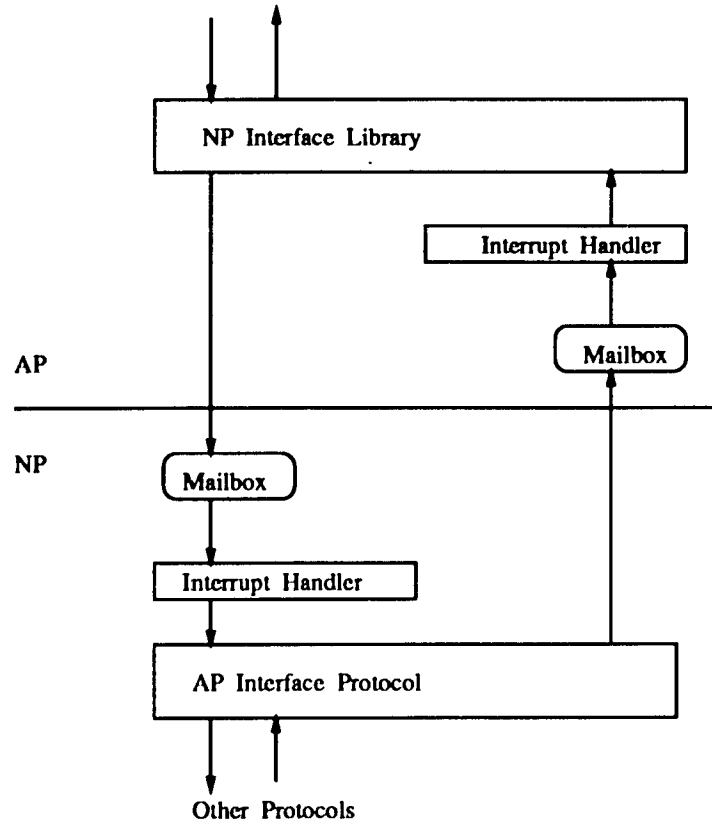 NP Interface Library
Interrupt Handler
Mailbox
AP
NP
Mailbox
Interrupt Handler
AP Interface Protocol
Other Protocols